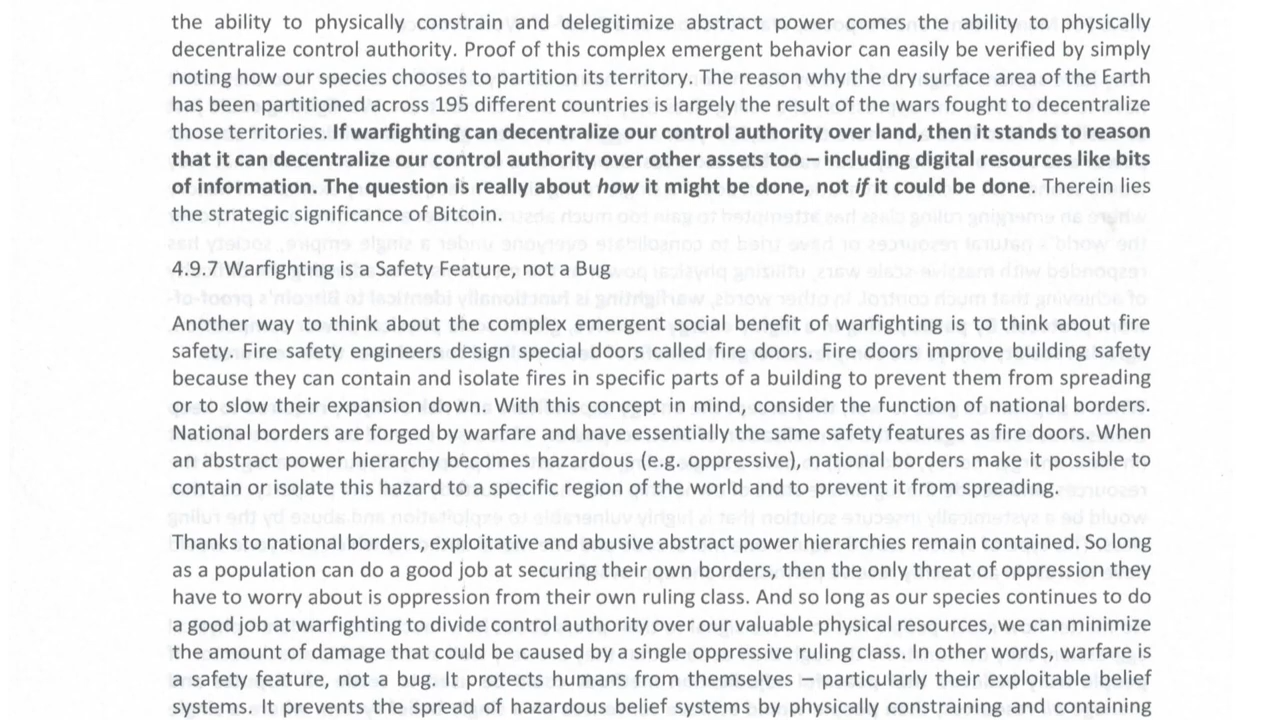 the ability to physically constrain and delegitimize abstract power comes the ability to physically
decentralize control authority. Proof of this complex emergent behavior can easily be verified by simply
noting how our species chooses to partition its territory. The reason why the dry surface area of the Earth
has been partitioned across 195 different countries is largely the result of the wars fought to decentralize
those territories. If warfighting can decentralize our control authority over land, then it stands to reason
that it can decentralize our control authority over other assets too – including digital resources like bits
of information. The question is really about how it might be done, not if it could be done. Therein lies
the strategic significance of Bitcoin.
4.9.7 Warfighting is a Safety Feature, not a Bug
Another way to think about the complex emergent social benefit of warfighting is to think about fire
safety. Fire safety engineers design special doors called fire doors. Fire doors improve building safety
because they can contain and isolate fires in specific parts of a building to prevent them from spreading
or to slow their expansion down. With this concept in mind, consider the function of national borders.
National borders are forged by warfare and have essentially the same safety features as fire doors. When
an abstract power hierarchy becomes hazardous (e.g. oppressive), national borders make it possible to
contain or isolate this hazard to a specific region of the world and to prevent it from spreading.
Thanks to national borders, exploitative and abusive abstract power hierarchies remain contained. So long
as a population can do a good job at securing their own borders, then the only threat of oppression they
have to worry about is oppression from their own ruling class. And so long as our species continues to do
a good job at warfighting to divide control authority over our valuable physical resources, we can minimize
the amount of damage that could be caused by a single oppressive ruling class. In other words, warfare is
a safety feature, not a bug. It protects humans from themselves – particularly their exploitable belief
systems. It prevents the spread of hazardous belief systems by physically constraining and containing